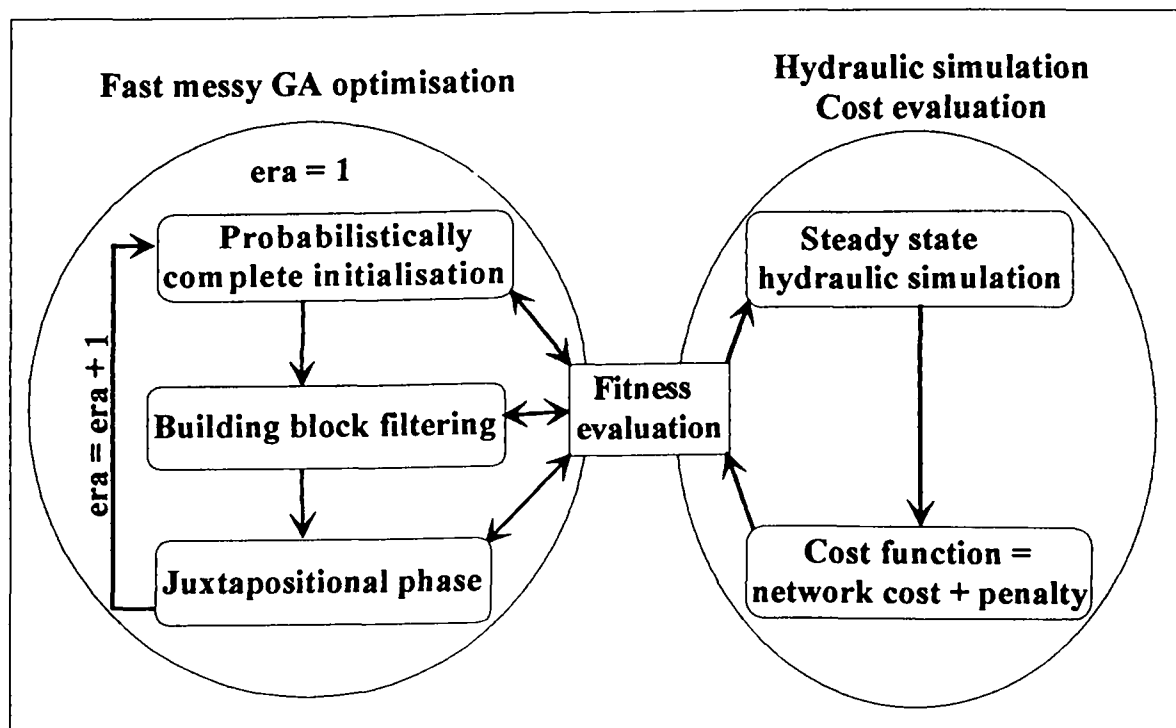 Fast messy GA optimisation
era = 1
Probabilistically
complete initialisation
Building block filtering
Juxtapositional phase
era = era + 1
Fitness
evaluation
Hydraulic simulation
Cost evaluation
Steady state
hydraulic simulation
Cost function =
network cost + penalty